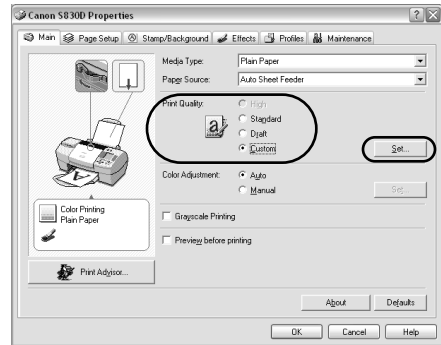 Canon S830D Properties
Main Page Setup Stamp/Background Effects Profiles Maintenance
Media Type: Plain Paper
Paper Source: Auto Sheet Feeder
Print Quality: High
Standard
Draft
Custom Set...
Color Adjustment: Auto
Manual Set...
Color Printing
Plain Paper
Grayscale Printing
Preview before printing
Print Advisor...
About Defaults
OK Cancel Help